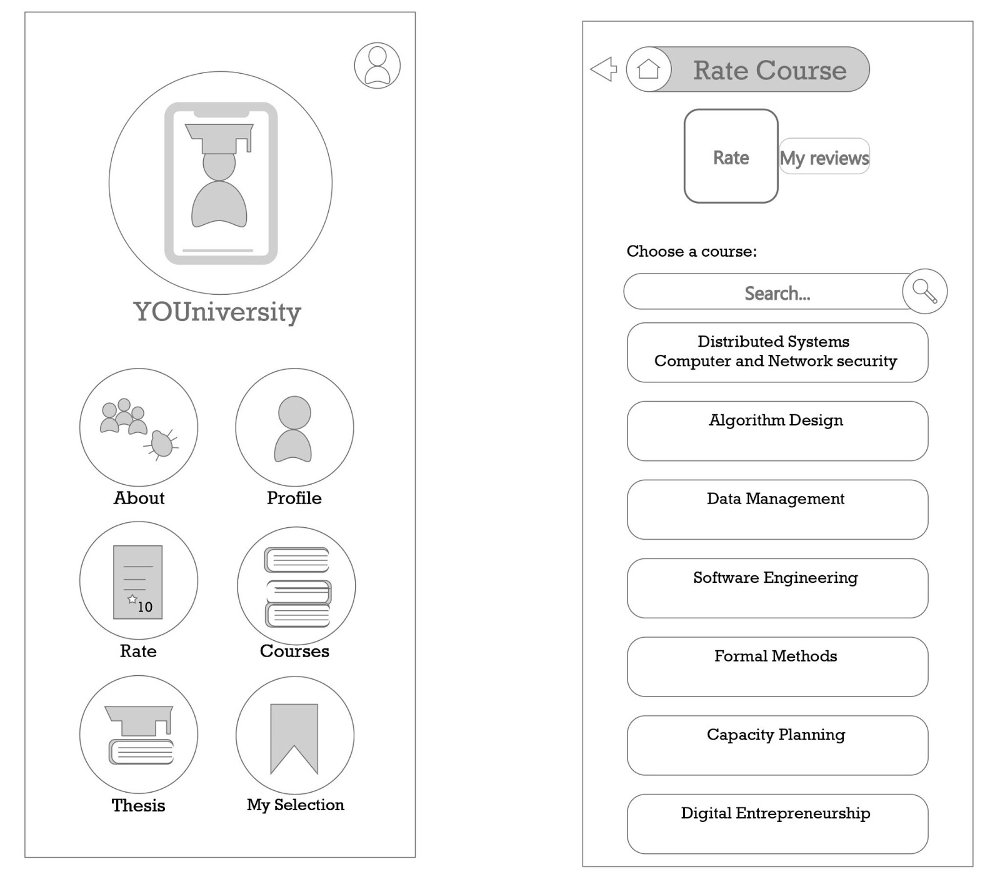 YOUniversity
About
Profile
10
Rate
Courses
Thesis
My Selection
Rate Course
Rate
My reviews
Choose a course:
Search...
Distributed Systems
Computer and Network security
Algorithm Design
Data Management
Software Engineering
Formal Methods
Capacity Planning
Digital Entrepreneurship